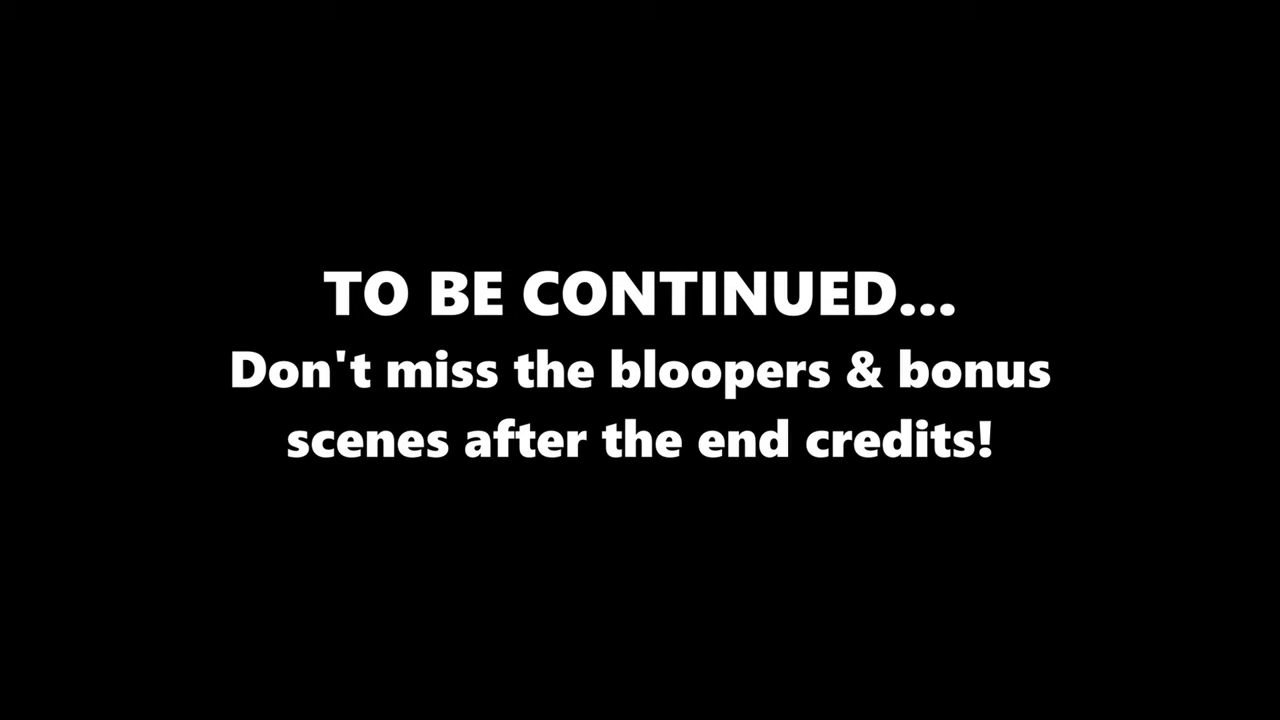 TO BE CONTINUED...
Don't miss the bloopers & bonus
scenes after the end credits!